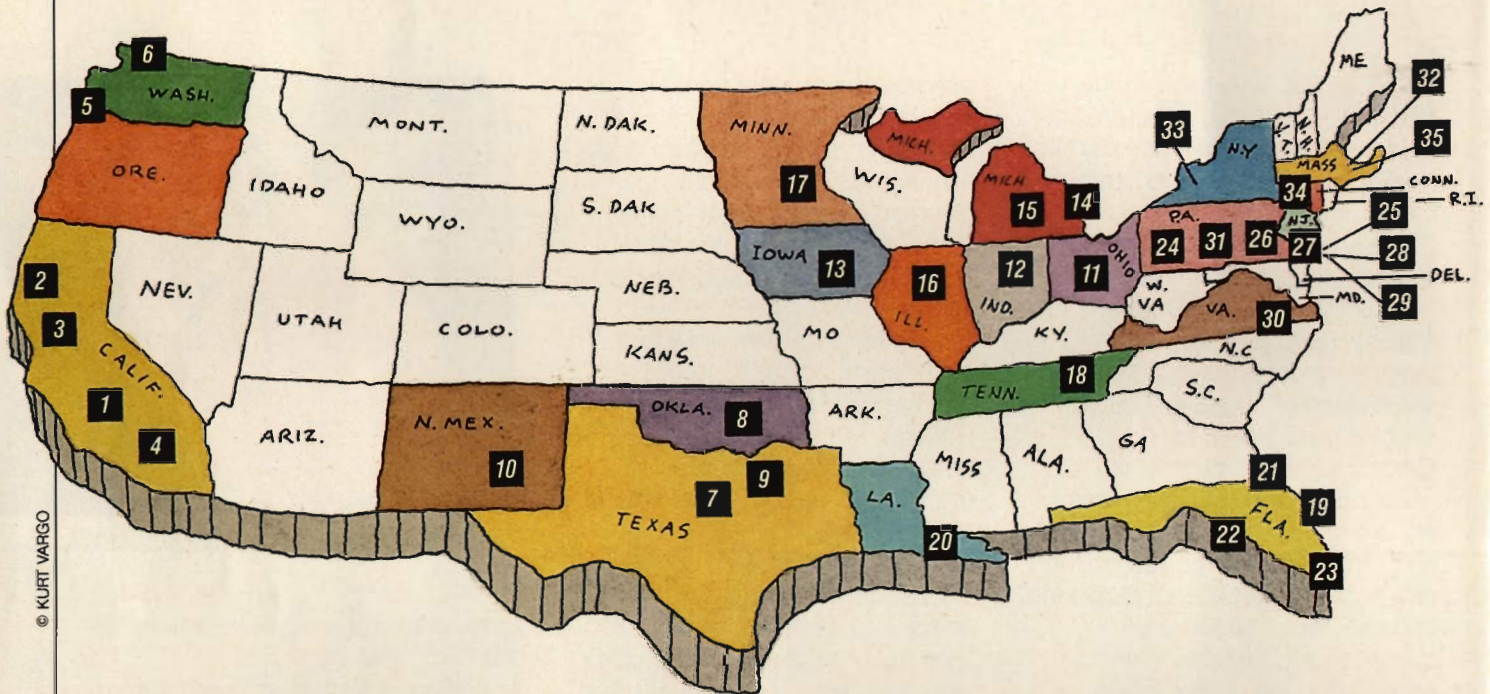 6
WASH.
5
ORE.
IDAHO
MONT.
N. DAK.
S. DAK
WYO.
MINN.
17
WIS.
MICH.
MICH
15
14
33
N.Y
ME
V.T.
N.H.
MASS
32
35
34
CONN.
R.I.
25
2
3
CALIF.
1
4
NEV.
UTAH
COLO.
NEB.
KANS.
IOWA
13
MO
16
ILL.
12
IND.
11
OHIO
PA.
24
31
26
N.J.
27
28
DEL.
29
MD.
W.
VA
VA.
30
KY.
N.C
S.C.
18
TENN.
ARIZ.
N. MEX.
10
OKLA.
8
9
7
TEXAS
ARK.
LA.
20
MISS
ALA.
GA
21
19
FLA.
22
23
© KURT VARGO